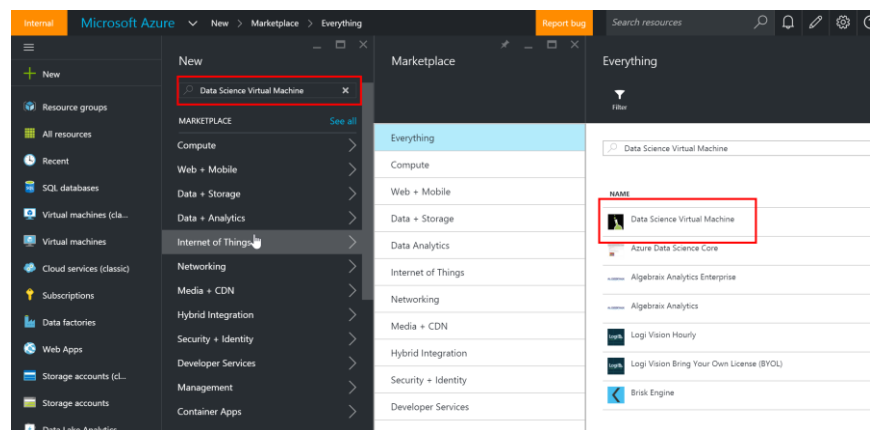 Internal
Microsoft Azure
New > Marketplace > Everything
Report bug
Search resources
New
Resource groups
All resources
Recent
SQL databases
Virtual machines (cla...
Virtual machines
Cloud services (classic)
Subscriptions
Data factories
Web Apps
Storage accounts (cl...
Storage accounts
Data Lake Analytics
New
Data Science Virtual Machine
MARKETPLACE
See all
Compute
Web + Mobile
Data + Storage
Data + Analytics
Internet of Things
Networking
Media + CDN
Hybrid Integration
Security + Identity
Developer Services
Management
Container Apps
Marketplace
Everything
Compute
Web + Mobile
Data + Storage
Data Analytics
Internet of Things
Networking
Media + CDN
Hybrid Integration
Security + Identity
Developer Services
Everything
Filter
Data Science Virtual Machine
NAME
Data Science Virtual Machine
Azure Data Science Core
Algebraix Analytics Enterprise
Algebraix Analytics
Logi Vision Hourly
Logi Vision Bring Your Own License (BYOL)
Brisk Engine